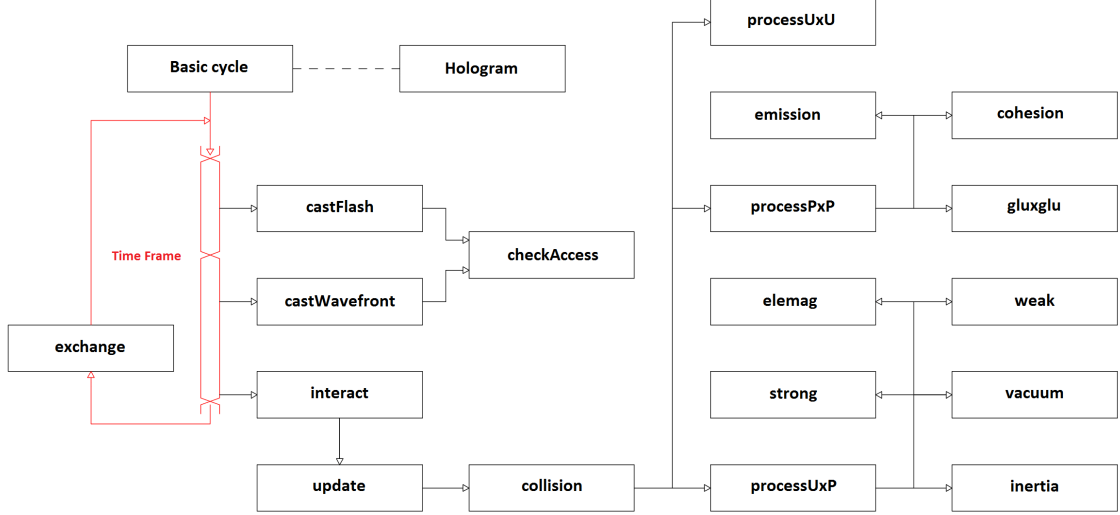 processUxU
Basic cycle
Hologram
emission
cohesion
castFlash
processPxP
gluxglu
Time Frame
checkAccess
castWavefront
elemag
weak
exchange
interact
strong
vacuum
update
collision
processUxP
inertia